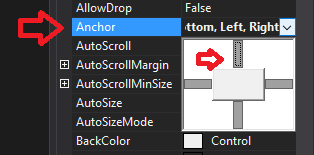 AllowDrop False
Anchor ttom, Left, Right
AutoScroll
AutoScrollMargin
AutoScrollMinSize
AutoSize
AutoSizeMode
BackColor Control